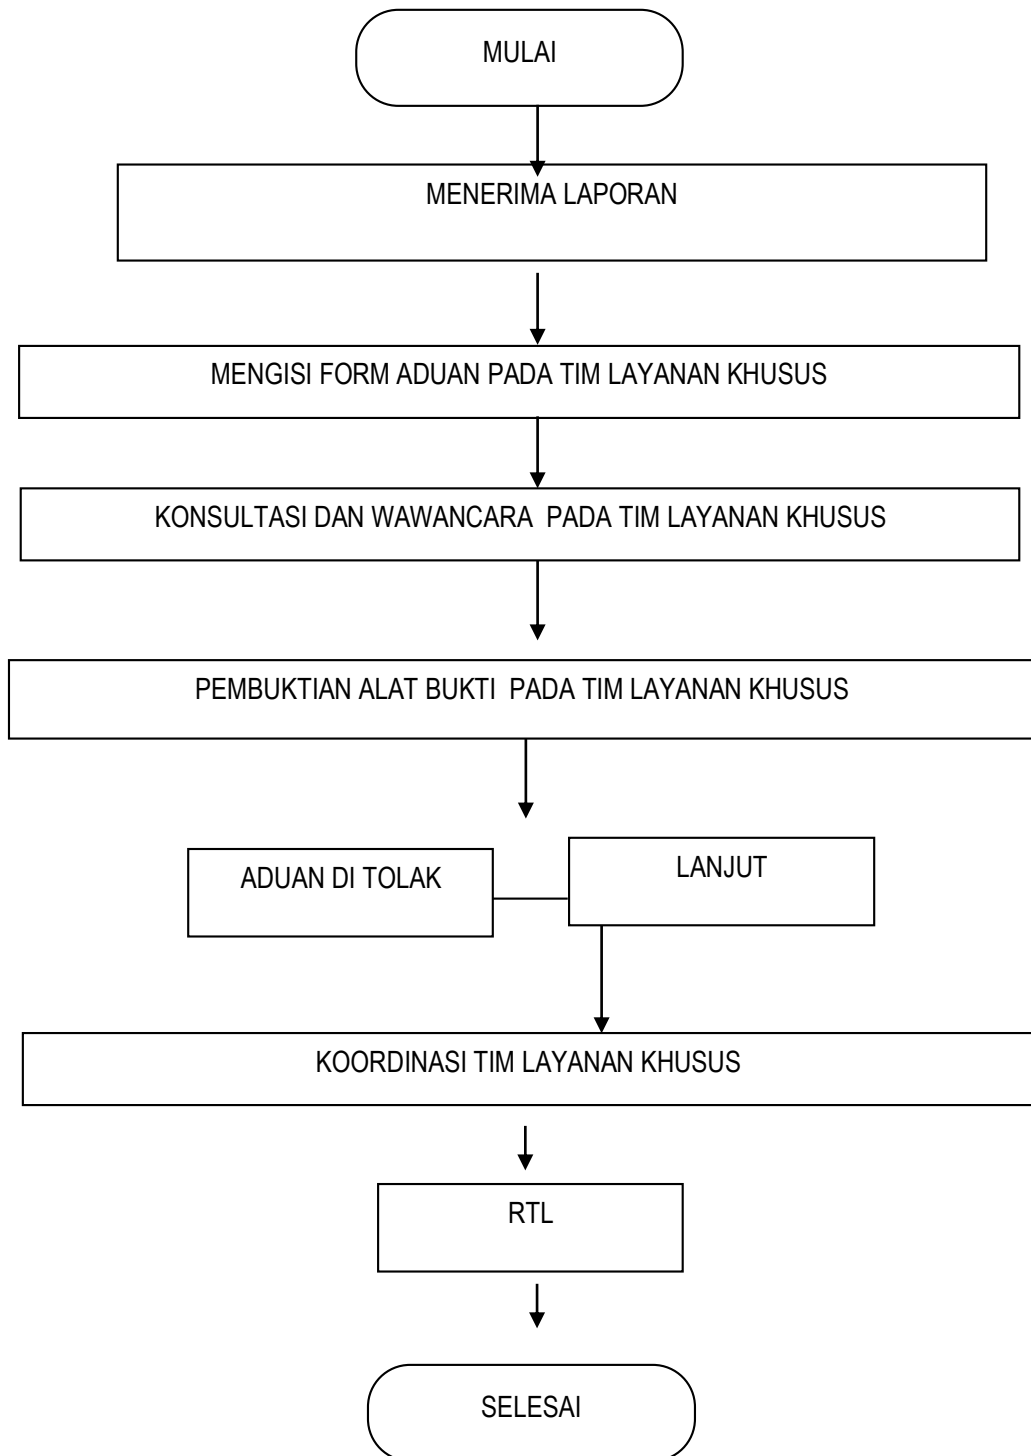 MULAI
MENERIMA LAPORAN
MENGISI FORM ADUAN PADA TIM LAYANAN KHUSUS
KONSULTASI DAN WAWANCARA  PADA TIM LAYANAN KHUSUS
PEMBUKTIAN ALAT BUKTI  PADA TIM LAYANAN KHUSUS
ADUAN DI TOLAK
LANJUT
KOORDINASI TIM LAYANAN KHUSUS
RTL
SELESAI